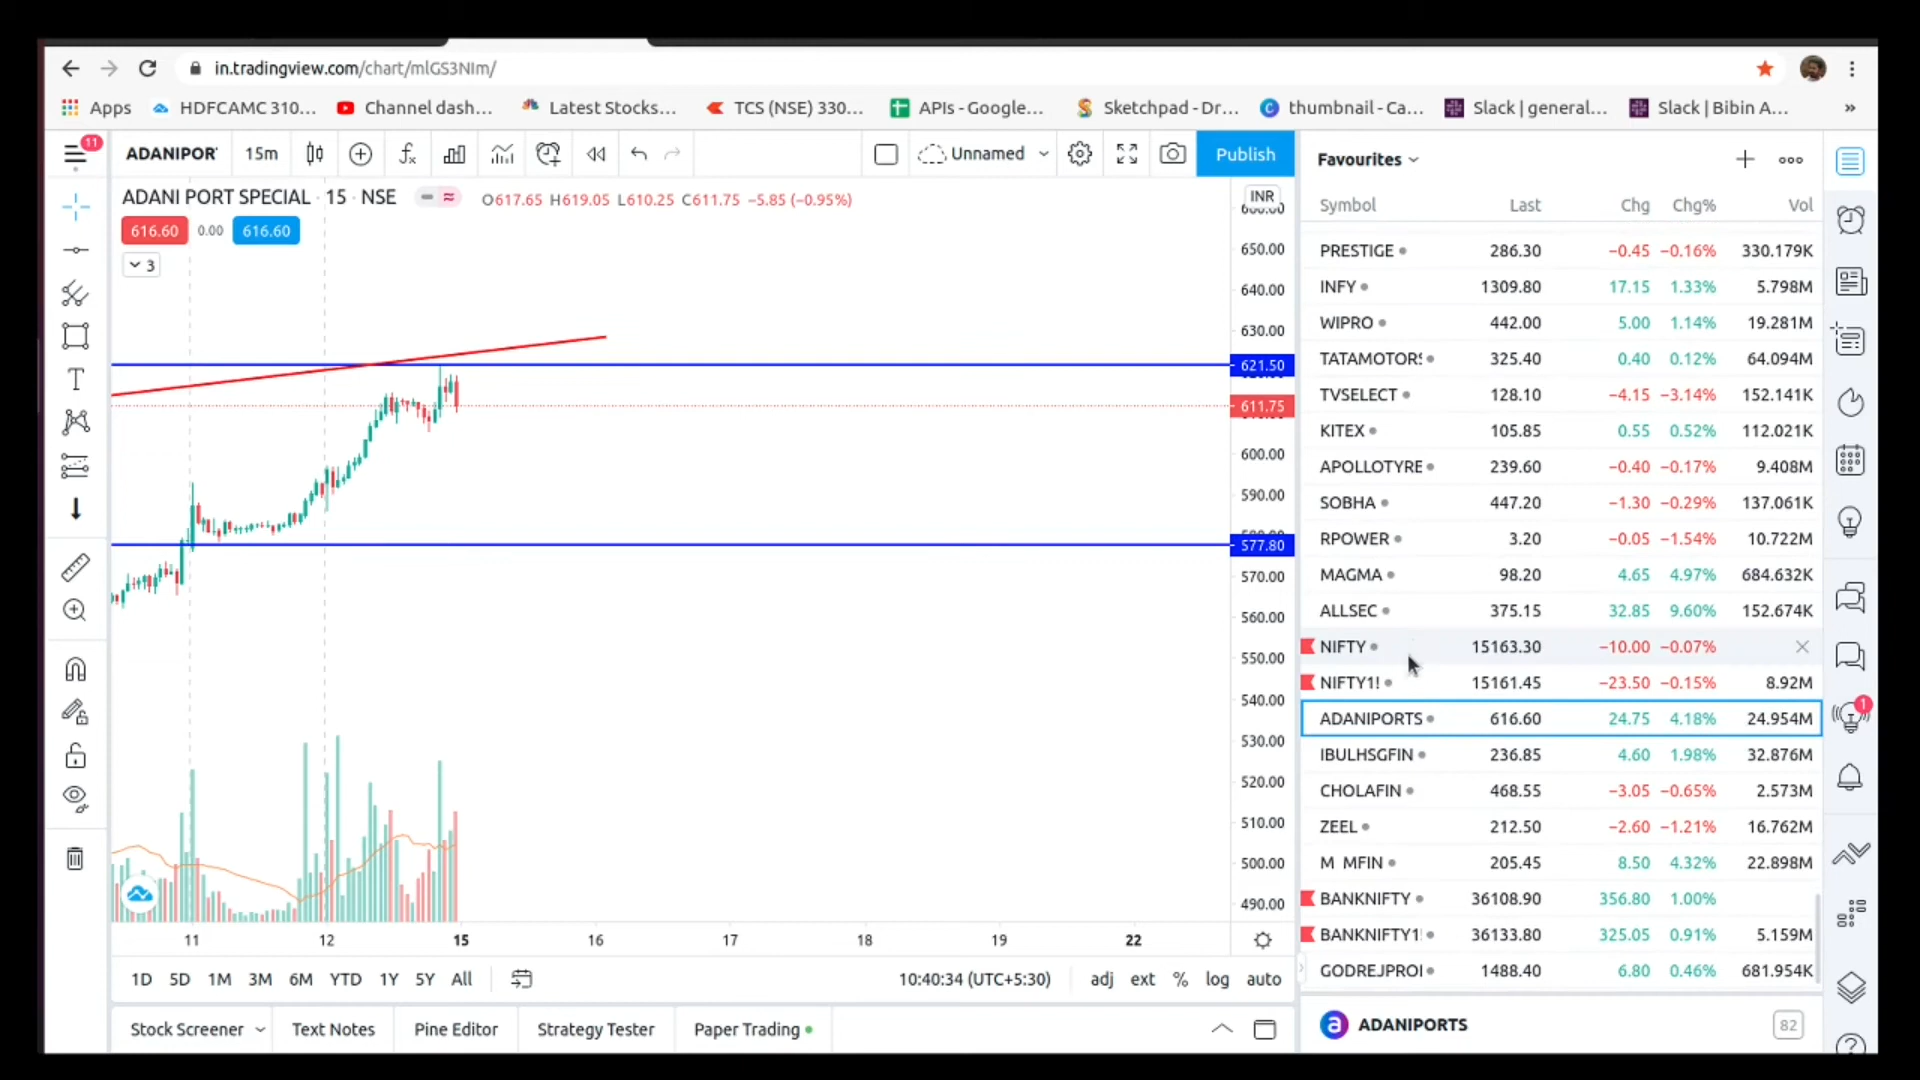 in.tradingview.com/chart/mlGS3NIm/
Apps HDFCAMC 310... Channel dash... Latest Stocks... TCS (NSE) 330... APIs - Google... Sketchpad - Dr... thumbnail - Ca... Slack | general... Slack | Bibin A... »
11 ADANIPOR 15m Unnamed Publish
ADANI PORT SPECIAL · 15 · NSE O617.65 H619.05 L610.25 C611.75 −5.85 (−0.95%)
616.60 0.00 616.60
3
INR
650.00
640.00
630.00
621.50
611.75
600.00
590.00
577.80
570.00
560.00
550.00
540.00
530.00
520.00
510.00
500.00
490.00
11 12 15 16 17 18 19 22
1D 5D 1M 3M 6M YTD 1Y 5Y All 10:40:34 (UTC+5:30) adj ext % log auto
Stock Screener Text Notes Pine Editor Strategy Tester Paper Trading
Favourites
Symbol Last Chg Chg% Vol
PRESTIGE 286.30 −0.45 −0.16% 330.179K
INFY 1309.80 17.15 1.33% 5.798M
WIPRO 442.00 5.00 1.14% 19.281M
TATAMOTORS 325.40 0.40 0.12% 64.094M
TVSELECT 128.10 −4.15 −3.14% 152.141K
KITEX 105.85 0.55 0.52% 112.021K
APOLLOTYRE 239.60 −0.40 −0.17% 9.408M
SOBHA 447.20 −1.30 −0.29% 137.061K
RPOWER 3.20 −0.05 −1.54% 10.722M
MAGMA 98.20 4.65 4.97% 684.632K
ALLSEC 375.15 32.85 9.60% 152.674K
NIFTY 15163.30 −10.00 −0.07%
NIFTY1! 15161.45 −23.50 −0.15% 8.92M
ADANIPORTS 616.60 24.75 4.18% 24.954M
IBULHSGFIN 236.85 4.60 1.98% 32.876M
CHOLAFIN 468.55 −3.05 −0.65% 2.573M
ZEEL 212.50 −2.60 −1.21% 16.762M
M MFIN 205.45 8.50 4.32% 22.898M
BANKNIFTY 36108.90 356.80 1.00%
BANKNIFTY1! 36133.80 325.05 0.91% 5.159M
GODREJPROI 1488.40 6.80 0.46% 681.954K
ADANIPORTS 82
1